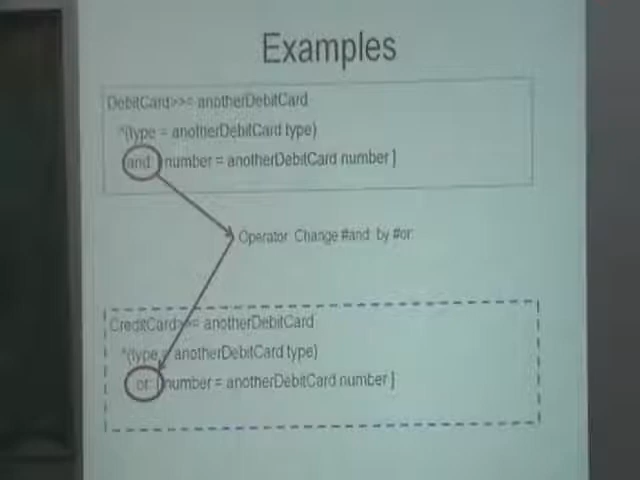 Examples
DebitCard>>= anotherDebitCard
^(type = anotherDebitCard type)
and: [number = anotherDebitCard number ]
Operator: Change #and: by #or:
CreditCard>>= anotherDebitCard
^(type = anotherDebitCard type)
or: [number = anotherDebitCard number ]